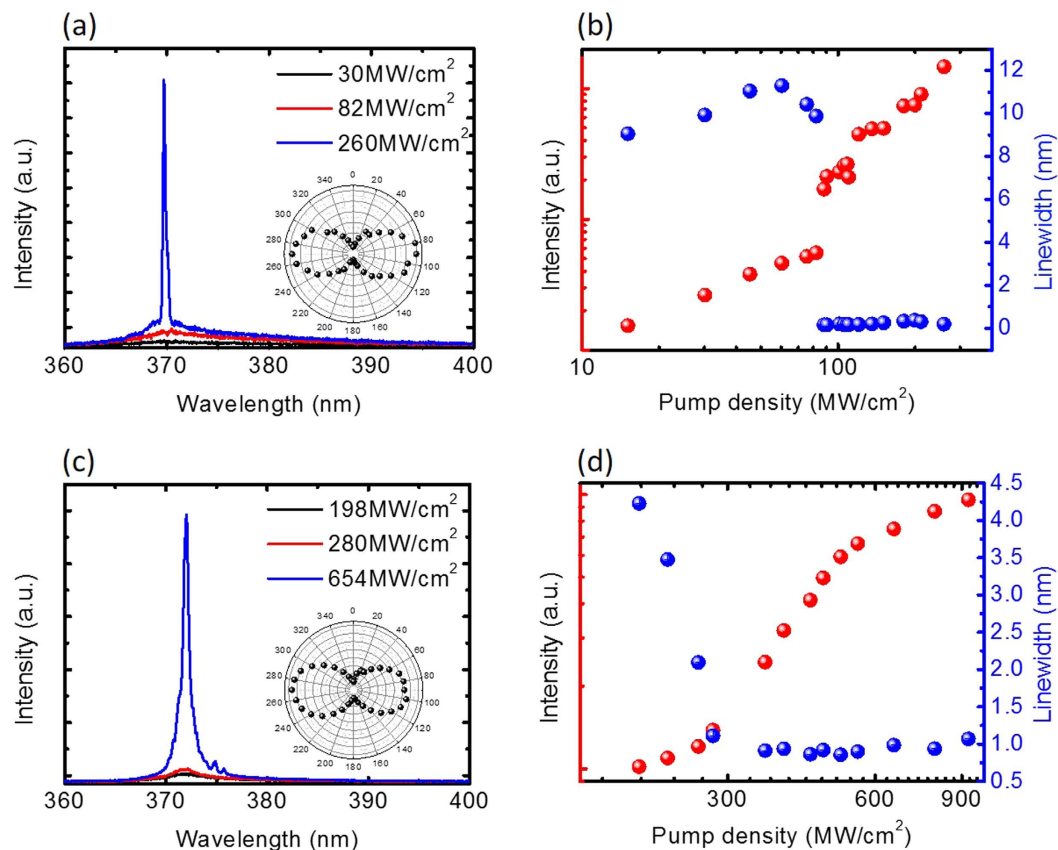 (a)
30MW/cm²
82MW/cm²
260MW/cm²
Intensity (a.u.)
0
20
40
60
80
100
120
140
160
180
200
220
240
260
280
300
320
340
360 370 380 390 400
Wavelength (nm)
(b)
Intensity (a.u.)
12
10
8
6
4
2
0
Linewidth (nm)
10 100
Pump density (MW/cm²)
(c)
198MW/cm²
280MW/cm²
654MW/cm²
Intensity (a.u.)
0
20
40
60
80
100
120
140
160
180
200
220
240
260
280
300
320
340
360 370 380 390 400
Wavelength (nm)
(d)
Intensity (a.u.)
4.5
4.0
3.5
3.0
2.5
2.0
1.5
1.0
0.5
Linewidth (nm)
300 600 900
Pump density (MW/cm²)